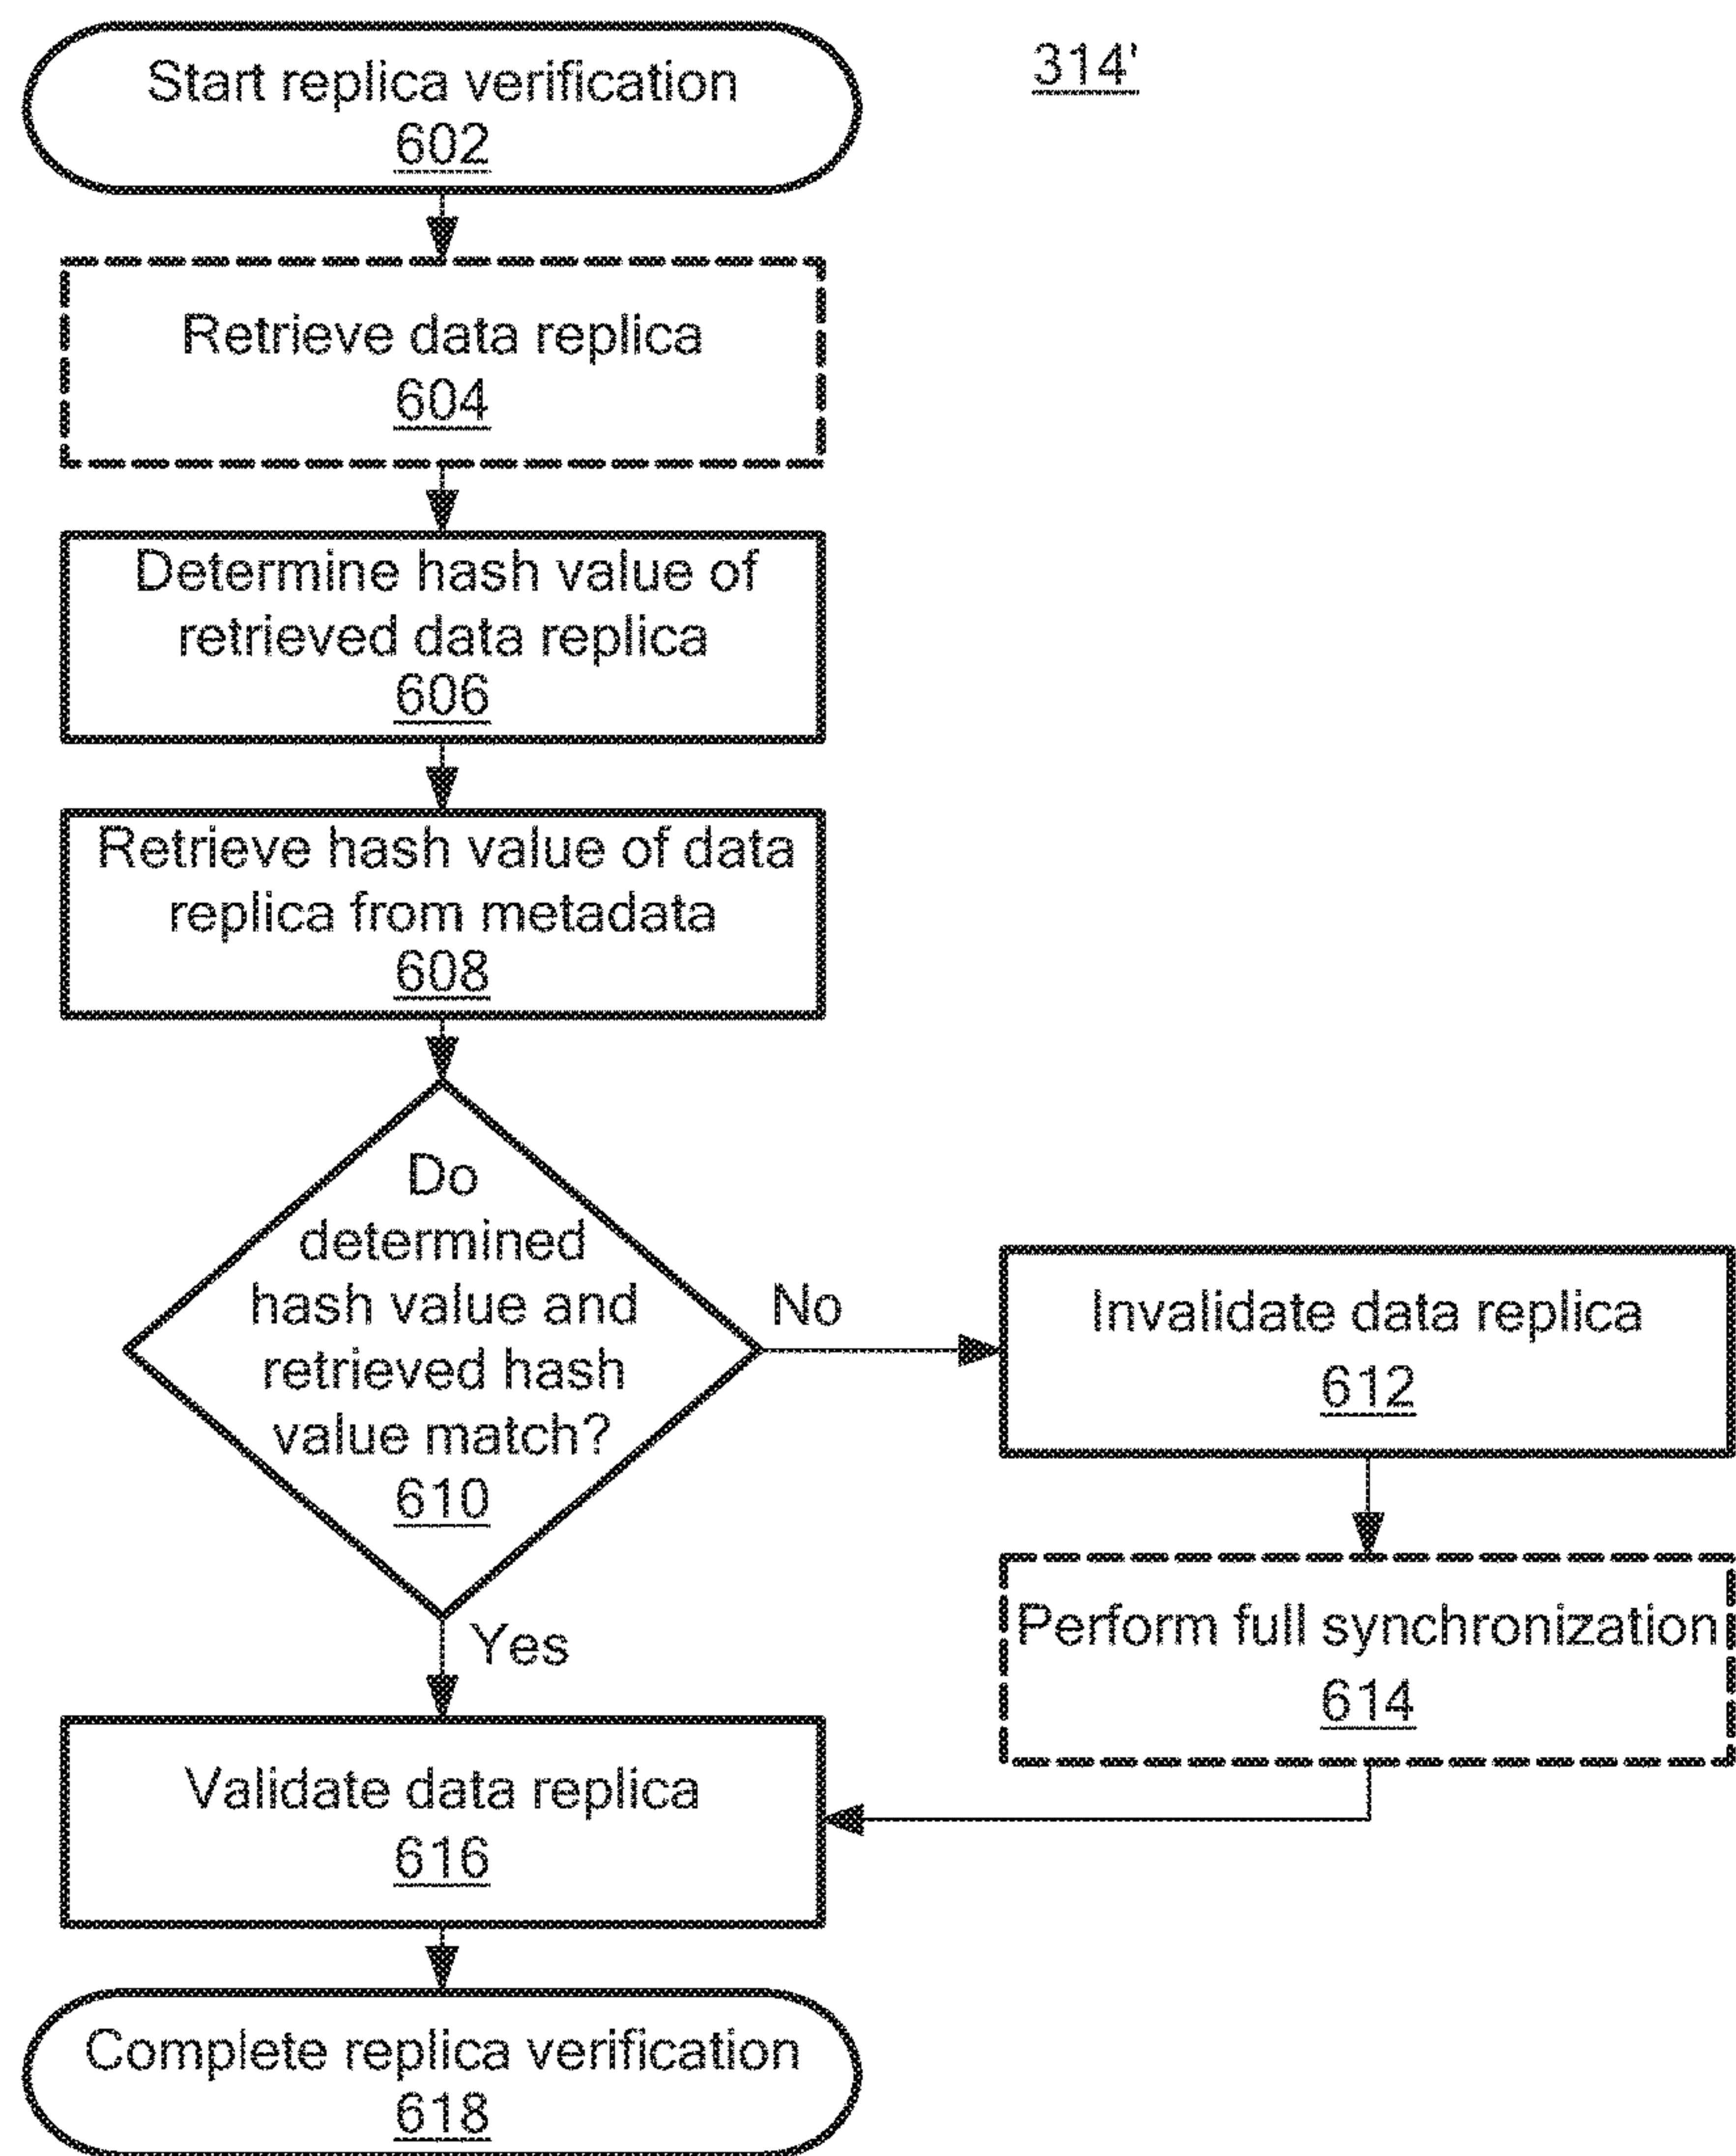 Start replica verification
602
314'
Retrieve data replica
604
Determine hash value of
retrieved data replica
606
Retrieve hash value of data
replica from metadata
608
Do
determined
hash value and
retrieved hash
value match?
610
No
Invalidate data replica
612
Perform full synchronization
614
Yes
Validate data replica
616
Complete replica verification
618